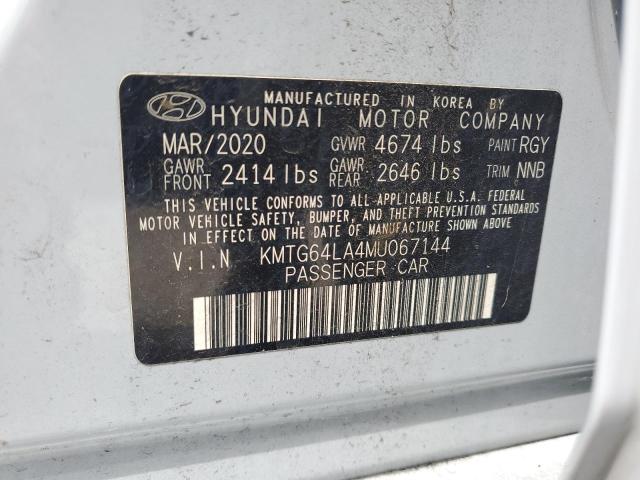 MANUFACTURED IN KOREA BY
HYUNDAI MOTOR COMPANY
MAR/2020 GVWR 4674 lbs PAINT RGY
GAWR FRONT 2414 lbs GAWR REAR 2646 lbs TRIM NNB
THIS VEHICLE CONFORMS TO ALL APPLICABLE U.S.A. FEDERAL
MOTOR VEHICLE SAFETY, BUMPER, AND THEFT PREVENTION STANDARDS
IN EFFECT ON THE DATE OF MANUFACTURE SHOWN ABOVE
V.I.N KMTG64LA4MU067144
PASSENGER CAR